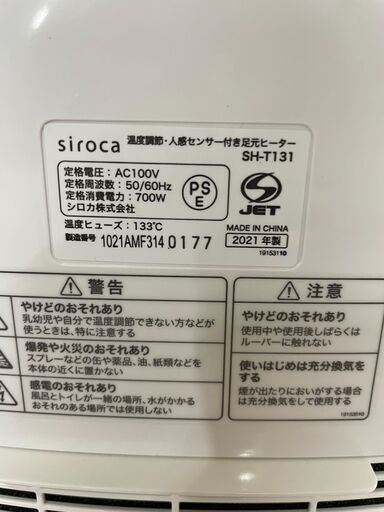 siroca 温度調節・人感センサー付き足元ヒーター
SH-T131
定格電圧：AC100V
定格周波数：50/60Hz
定格消費電力：700W
シロカ株式会社
PS
E
JET
温度ヒューズ：133℃
MADE IN CHINA
製造番号 1021AMF314 0177
2021年製
19153110
警告
やけどのおそれあり
乳幼児や自分で温度調節できない方などが
使うときは、特に注意する
爆発や火災のおそれあり
スプレーなどの缶や薬品、油、紙類などを
本体の近くに置かない
感電のおそれあり
風呂とトイレが一緒の場所、水がかかる
おそれのある場所では使用しない
注意
やけどのおそれあり
使用中や使用後しばらくは
ルーバーに触れない
使いはじめは充分換気を
する
煙が出たりにおいがする場合
は充分換気をして使用する